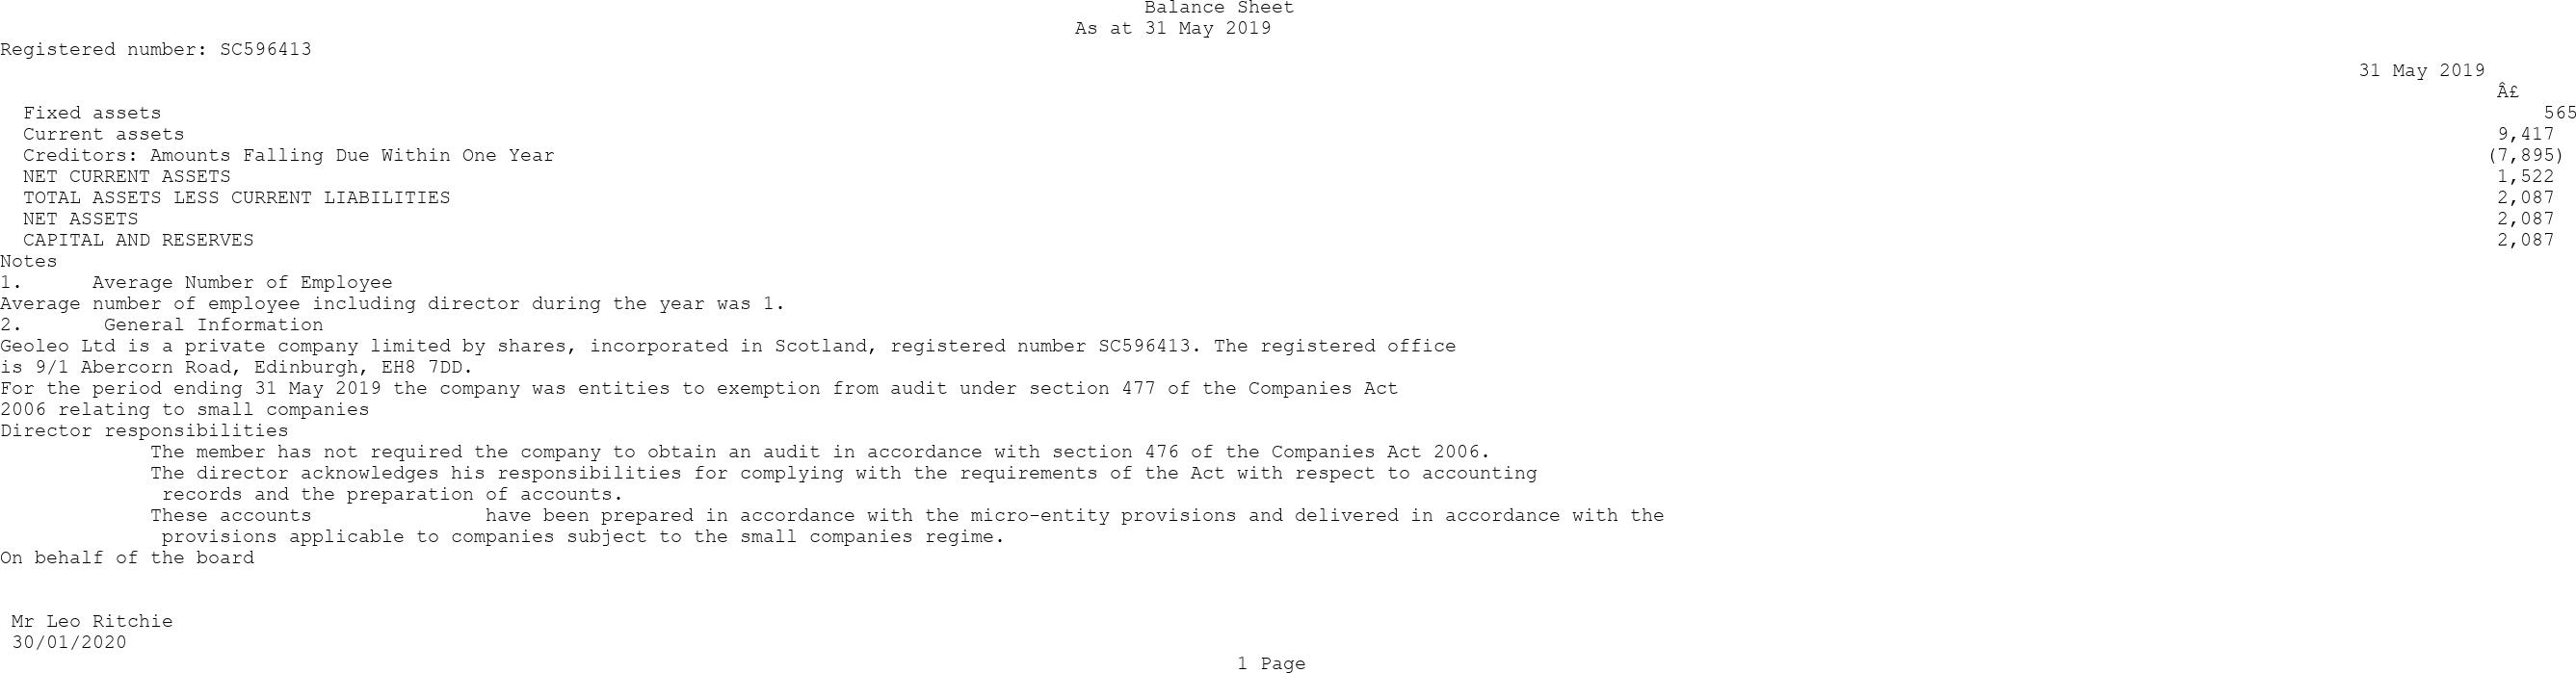 Balance Sheet
As at 31 May 2019
Registered number: SC596413
31 May 2019
Â£
Fixed assets 565
Current assets 9,417
Creditors: Amounts Falling Due Within One Year (7,895)
NET CURRENT ASSETS 1,522
TOTAL ASSETS LESS CURRENT LIABILITIES 2,087
NET ASSETS 2,087
CAPITAL AND RESERVES 2,087
Notes
1. Average Number of Employee
Average number of employee including director during the year was 1.
2. General Information
Geoleo Ltd is a private company limited by shares, incorporated in Scotland, registered number SC596413. The registered office
is 9/1 Abercorn Road, Edinburgh, EH8 7DD.
For the period ending 31 May 2019 the company was entities to exemption from audit under section 477 of the Companies Act
2006 relating to small companies
Director responsibilities
The member has not required the company to obtain an audit in accordance with section 476 of the Companies Act 2006.
The director acknowledges his responsibilities for complying with the requirements of the Act with respect to accounting
records and the preparation of accounts.
These accounts have been prepared in accordance with the micro-entity provisions and delivered in accordance with the
provisions applicable to companies subject to the small companies regime.
On behalf of the board
Mr Leo Ritchie
30/01/2020
1 Page